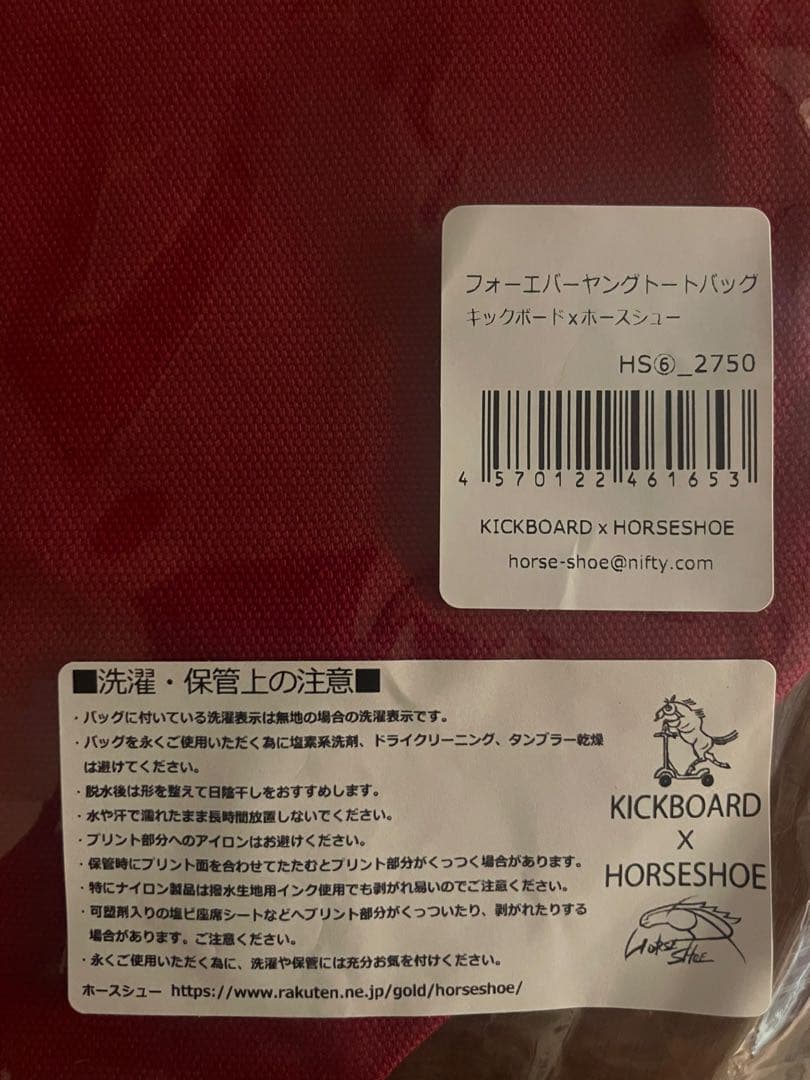 フォーエバーヤングトートバッグ
キックボードxホースシュー
HS⑥_2750
4 570122 461653
KICKBOARD x HORSESHOE
horse-shoe@nifty.com
■洗濯・保管上の注意■
・バッグに付いている洗濯表示は無地の場合の洗濯表示です。
・バッグを永くご使用いただく為に塩素系洗剤、ドライクリーニング、タンブラー乾燥
は避けてください。
・脱水後は形を整えて日陰干しをおすすめします。
・水や汗で濡れたまま長時間放置しないでください。
・プリント部分へのアイロンはお避けください。
・保管時にプリント面を合わせてたたむとプリント部分がくっつく場合があります。
・特にナイロン製品は撥水生地用インク使用でも剥がれ易いのでご注意ください。
・可塑剤入りの塩ビ座席シートなどへプリント部分がくっついたり、剥がれたりする
場合があります。ご注意ください。
・永くご使用いただく為に、洗濯や保管には充分お気を付けください。
ホースシュー https://www.rakuten.ne.jp/gold/horseshoe/
KICKBOARD
X
HORSESHOE
HORSE
SHOE